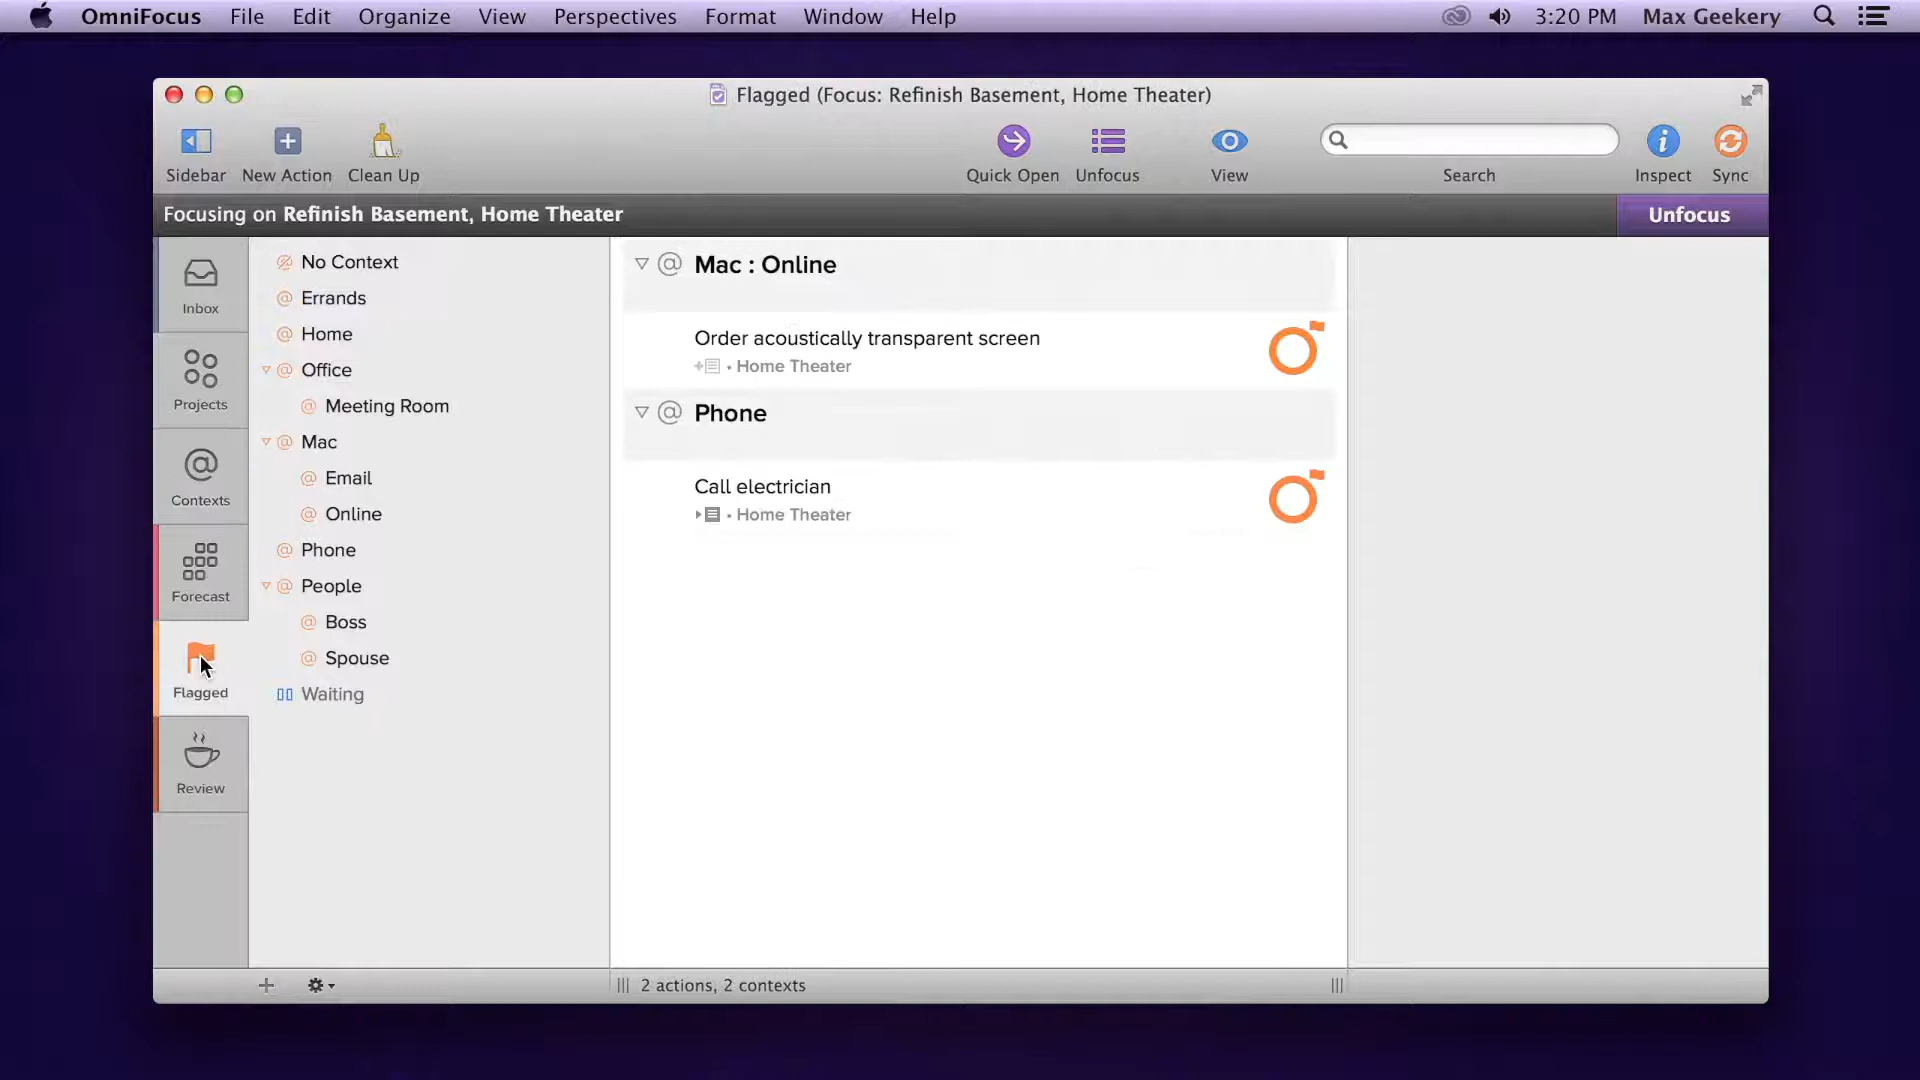 OmniFocus File Edit Organize View Perspectives Format Window Help 3:20 PM Max Geekery
Flagged (Focus: Refinish Basement, Home Theater)
Sidebar New Action Clean Up Quick Open Unfocus View Search Inspect Sync
Focusing on Refinish Basement, Home Theater Unfocus
Inbox
Projects
Contexts
Forecast
Flagged
Review
No Context
Errands
Home
Office
Meeting Room
Mac
Email
Online
Phone
People
Boss
Spouse
Waiting
Mac : Online
Order acoustically transparent screen
• Home Theater
Phone
Call electrician
• Home Theater
2 actions, 2 contexts